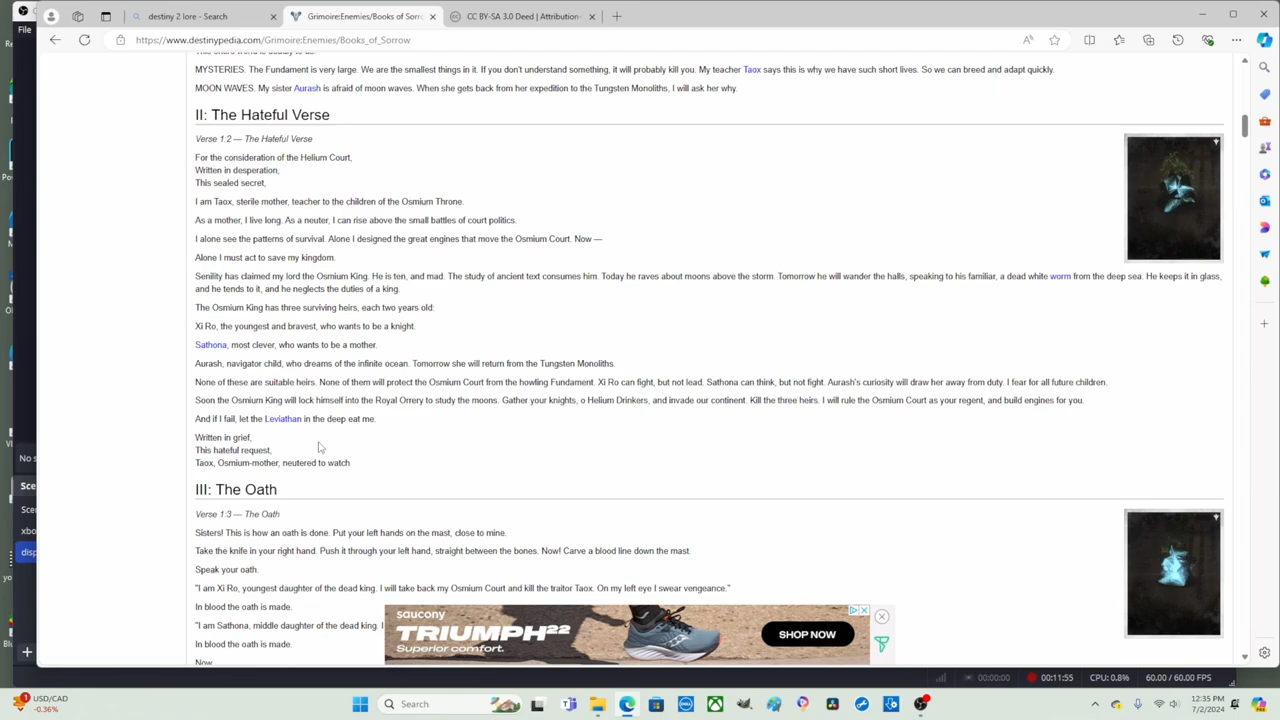 destiny 2 lore - Search
Grimoire:Enemies/Books of Sorr
CC BY-SA 3.0 Deed | Attribution-
File
https://www.destinypedia.com/Grimoire:Enemies/Books_of_Sorrow
MYSTERIES. The Fundament is very large. We are the smallest things in it. If you don't understand something, it will probably kill you. My teacher Taox says this is why we have such short lives. So we can breed and adapt quickly.
MOON WAVES. My sister Aurash is afraid of moon waves. When she gets back from her expedition to the Tungsten Monoliths, I will ask her why.
II: The Hateful Verse
Verse 1:2 — The Hateful Verse
For the consideration of the Helium Court,
Written in desperation,
This sealed secret,
I am Taox, sterile mother, teacher to the children of the Osmium Throne.
As a mother, I live long. As a neuter, I can rise above the small battles of court politics.
I alone see the patterns of survival. Alone I designed the great engines that move the Osmium Court. Now —
Alone I must act to save my kingdom.
Senility has claimed my lord the Osmium King. He is ten, and mad. The study of ancient text consumes him. Today he raves about moons above the storm. Tomorrow he will wander the halls, speaking to his familiar, a dead white worm from the deep sea. He keeps it in glass,
and he tends to it, and he neglects the duties of a king.
The Osmium King has three surviving heirs, each two years old:
Xi Ro, the youngest and bravest, who wants to be a knight.
Sathona, most clever, who wants to be a mother.
Aurash, navigator child, who dreams of the infinite ocean. Tomorrow she will return from the Tungsten Monoliths.
None of these are suitable heirs. None of them will protect the Osmium Court from the howling Fundament. Xi Ro can fight, but not lead. Sathona can think, but not fight. Aurash's curiosity will draw her away from duty. I fear for all future children.
Soon the Osmium King will lock himself into the Royal Orrery to study the moons. Gather your knights, o Helium Drinkers, and invade our continent. Kill the three heirs. I will rule the Osmium Court as your regent, and build engines for you.
And if I fail, let the Leviathan in the deep eat me.
Written in grief,
This hateful request,
Taox, Osmium-mother, neutered to watch
No s
Sce
Scen
xbo
disp
III: The Oath
Verse 1:3 — The Oath
Sisters! This is how an oath is done. Put your left hands on the mast, close to mine.
Take the knife in your right hand. Push it through your left hand, straight between the bones. Now! Carve a blood line down the mast.
Speak your oath.
"I am Xi Ro, youngest daughter of the dead king. I will take back my Osmium Court and kill the traitor Taox. On my left eye I swear vengeance."
In blood the oath is made.
"I am Sathona, middle daughter of the dead king. I
In blood the oath is made.
Now
saucony
TRIUMPH22
Superior comfort.
SHOP NOW
00:00:00
00:11:55
CPU: 0.8%
60.00 / 60.00 FPS
USD/CAD
-0.36%
Search
12:35 PM
7/2/2024